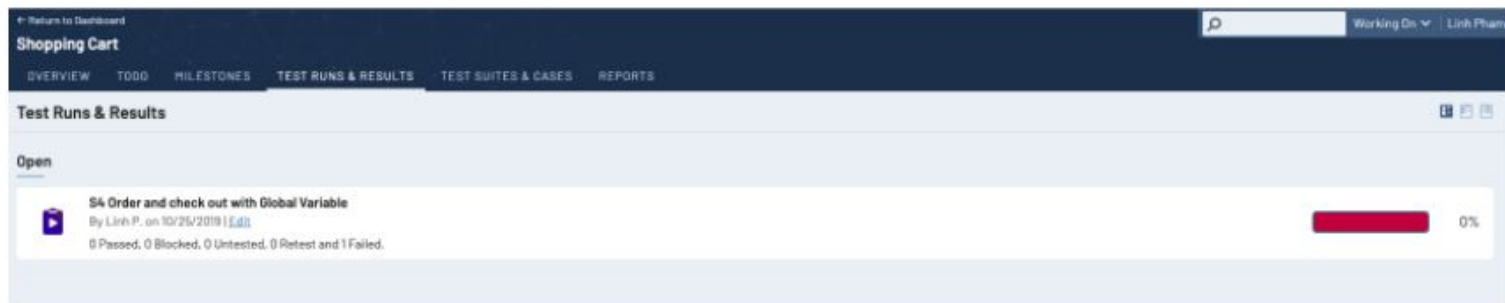 ← Return to Dashboard
Shopping Cart
Working On
Linh Pham
OVERVIEW TODO MILESTONES TEST RUNS & RESULTS TEST SUITES & CASES REPORTS
Test Runs & Results
Open
S4 Order and check out with Global Variable
By Linh P. on 10/25/2019 | Edit
0 Passed, 0 Blocked, 0 Untested, 0 Retest and 1 Failed.
0%